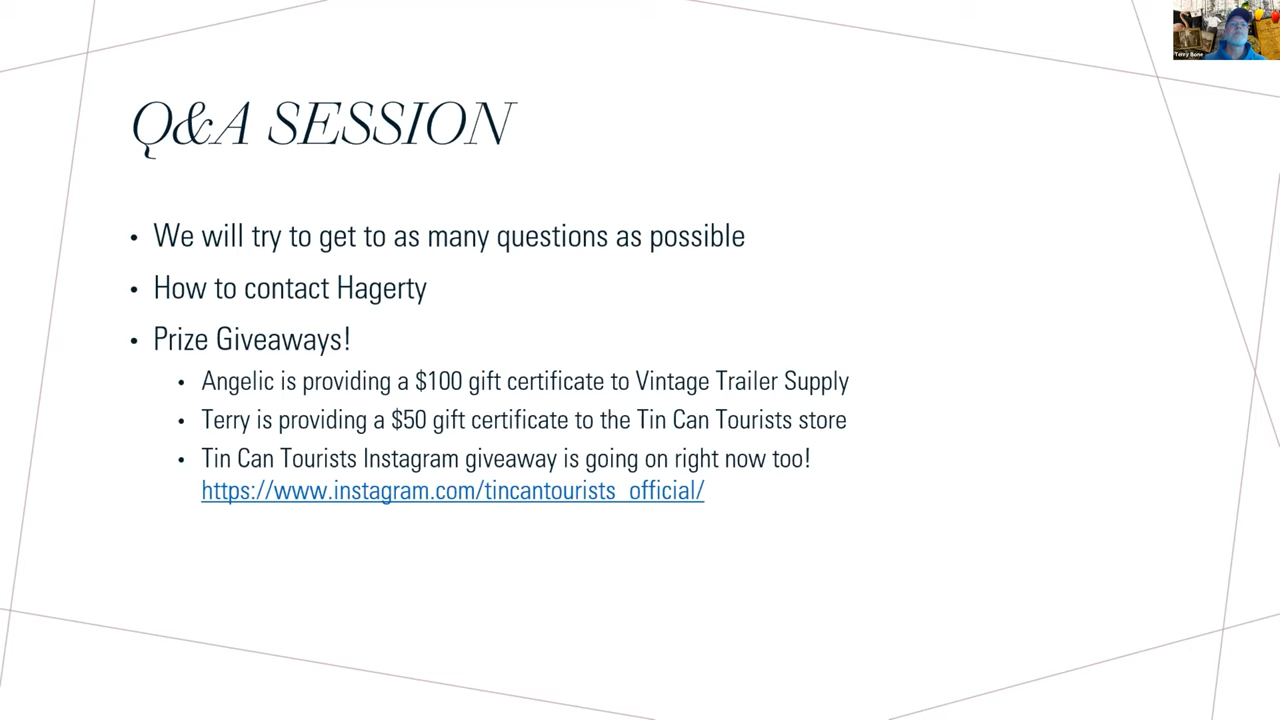 Terry Bone
Q&A SESSION
• We will try to get to as many questions as possible
• How to contact Hagerty
• Prize Giveaways!
• Angelic is providing a $100 gift certificate to Vintage Trailer Supply
• Terry is providing a $50 gift certificate to the Tin Can Tourists store
• Tin Can Tourists Instagram giveaway is going on right now too!
https://www.instagram.com/tincantourists_official/